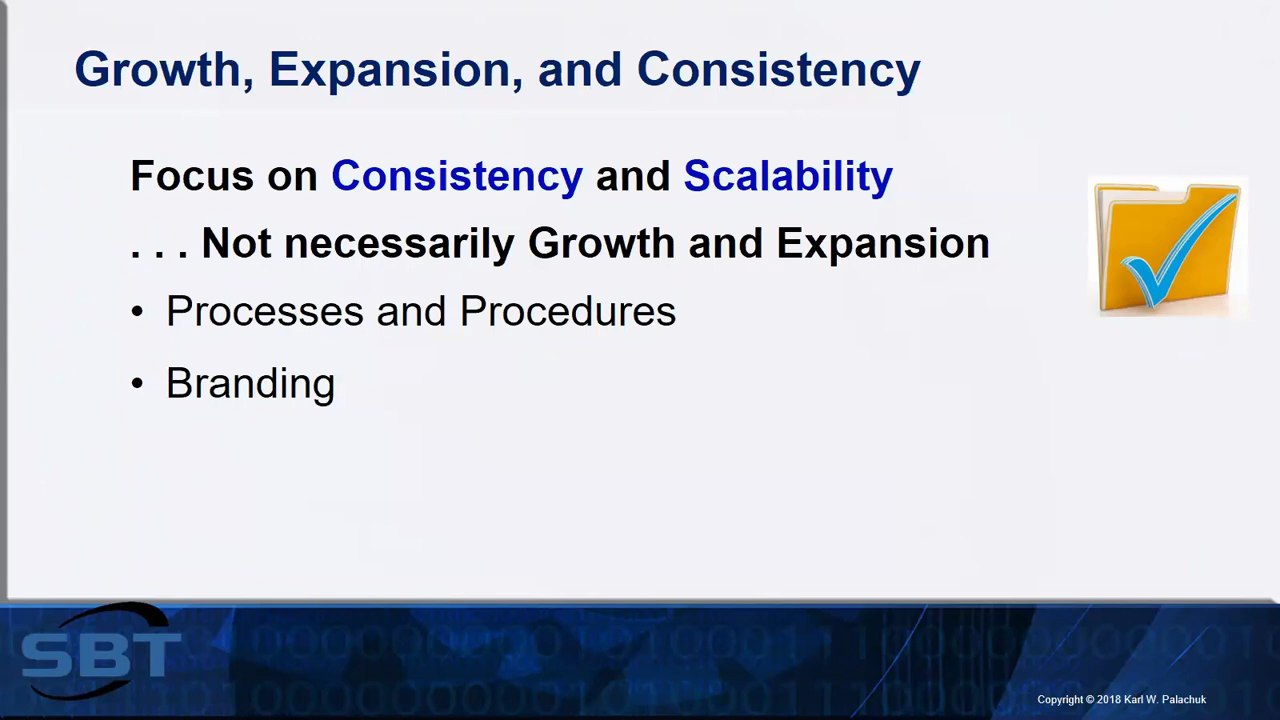 Growth, Expansion, and Consistency
Focus on Consistency and Scalability
. . . Not necessarily Growth and Expansion
• Processes and Procedures
• Branding
SBT
Copyright © 2018 Karl W. Palachuk